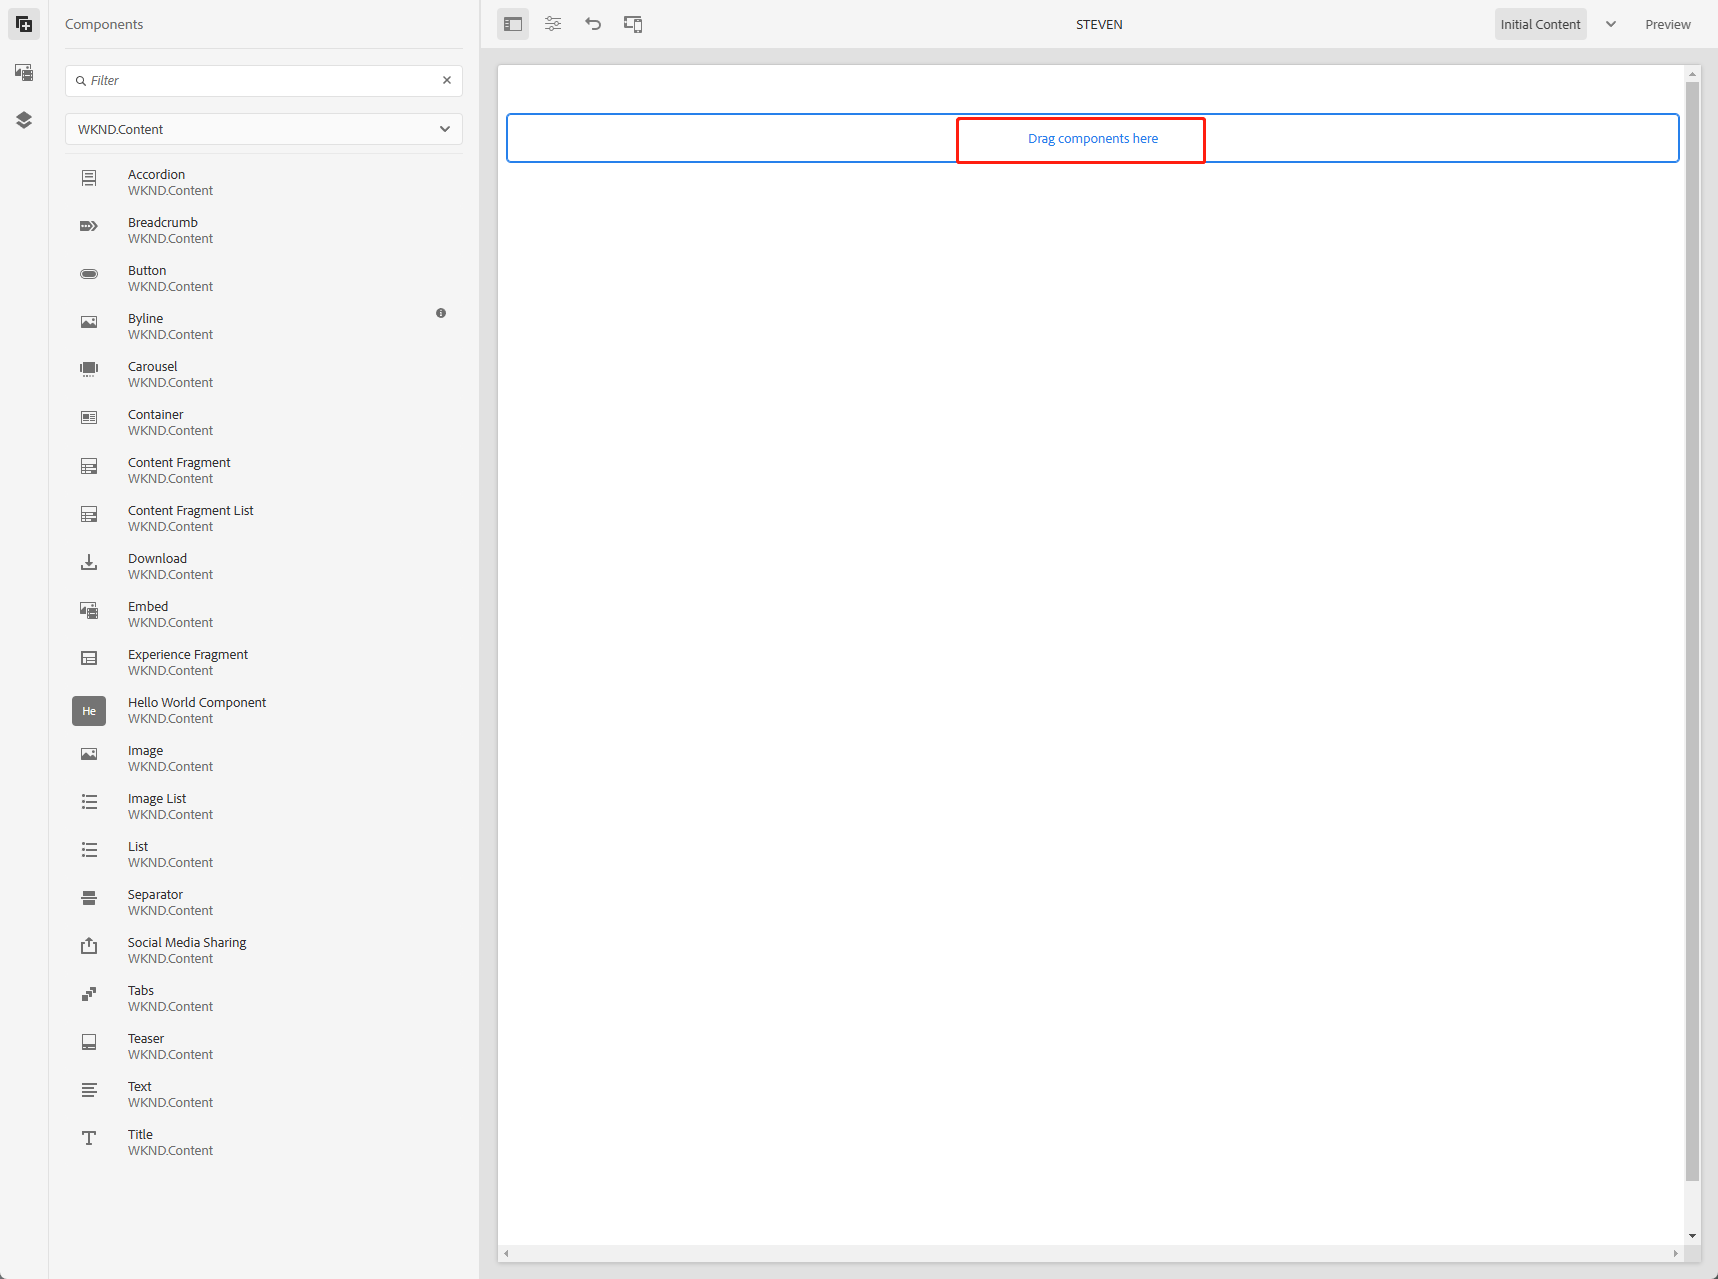 Components
STEVEN
Initial Content
Preview
Filter
WKND.Content
Accordion
WKND.Content
Breadcrumb
WKND.Content
Button
WKND.Content
Byline
WKND.Content
Carousel
WKND.Content
Container
WKND.Content
Content Fragment
WKND.Content
Content Fragment List
WKND.Content
Download
WKND.Content
Embed
WKND.Content
Experience Fragment
WKND.Content
He
Hello World Component
WKND.Content
Image
WKND.Content
Image List
WKND.Content
List
WKND.Content
Separator
WKND.Content
Social Media Sharing
WKND.Content
Tabs
WKND.Content
Teaser
WKND.Content
Text
WKND.Content
Title
WKND.Content
Drag components here